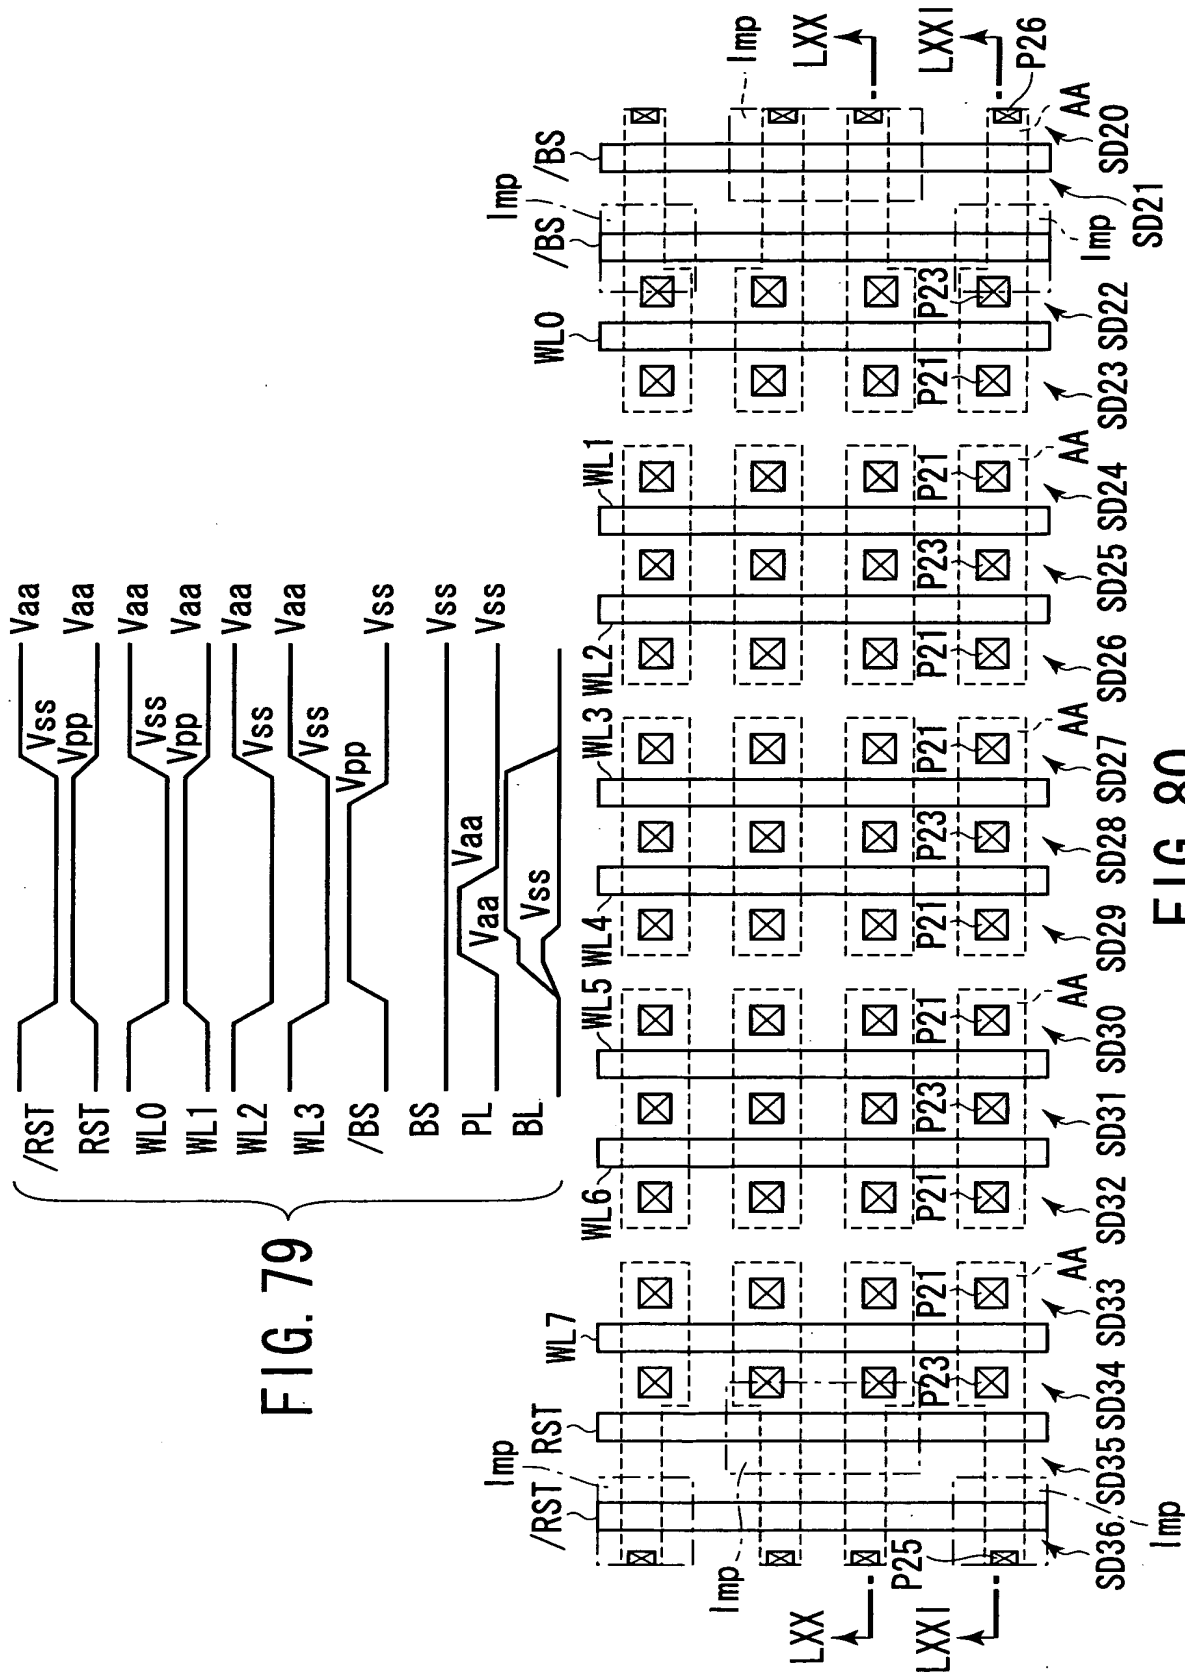 FIG. 79
/RST Vss Vaa
RST Vpp Vaa
WL0 Vss Vaa
WL1 Vpp Vaa
WL2 Vss Vaa
WL3 Vss Vaa
/BS Vpp Vss
BS Vss
PL Vaa Vss
BL Vaa Vss
/RST RST WL7 WL6 WL5 WL4 WL3 WL2 WL1 WL0 /BS /BS
Imp Imp Imp
LXX LXX
Imp P25 P23 P21 P21 P23 P21 P21 P23 P21 P21 P23 P21 P21 P23 P26
LXXI LXXI
Imp Imp AA AA AA AA AA
SD36 SD35 SD34 SD33 SD32 SD31 SD30 SD29 SD28 SD27 SD26 SD25 SD24 SD23 SD22 SD21 SD20
Imp
FIG. 80